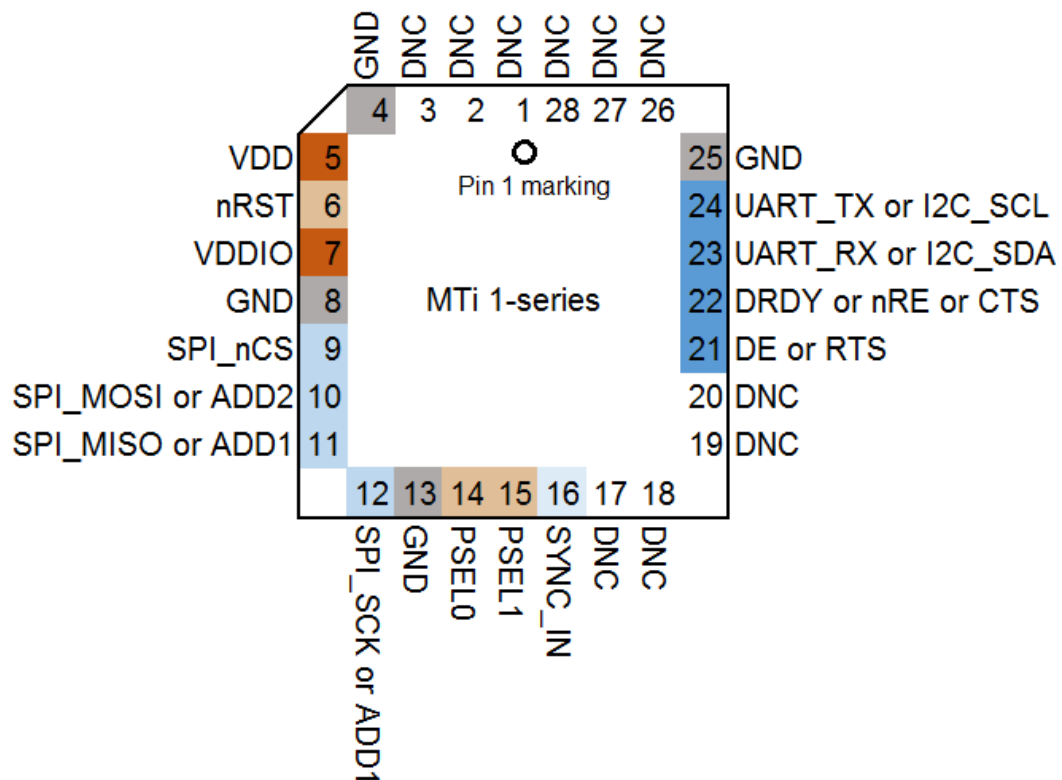 GND DNC DNC DNC DNC DNC DNC
4 3 2 1 28 27 26
Pin 1 marking
VDD 5
nRST 6
VDDIO 7
GND 8
SPI_nCS 9
SPI_MOSI or ADD2 10
SPI_MISO or ADD1 11
MTi 1-series
25 GND
24 UART_TX or I2C_SCL
23 UART_RX or I2C_SDA
22 DRDY or nRE or CTS
21 DE or RTS
20 DNC
19 DNC
12 13 14 15 16 17 18
SPI_SCK or ADD1
GND
PSEL0
PSEL1
SYNC_IN
DNC
DNC